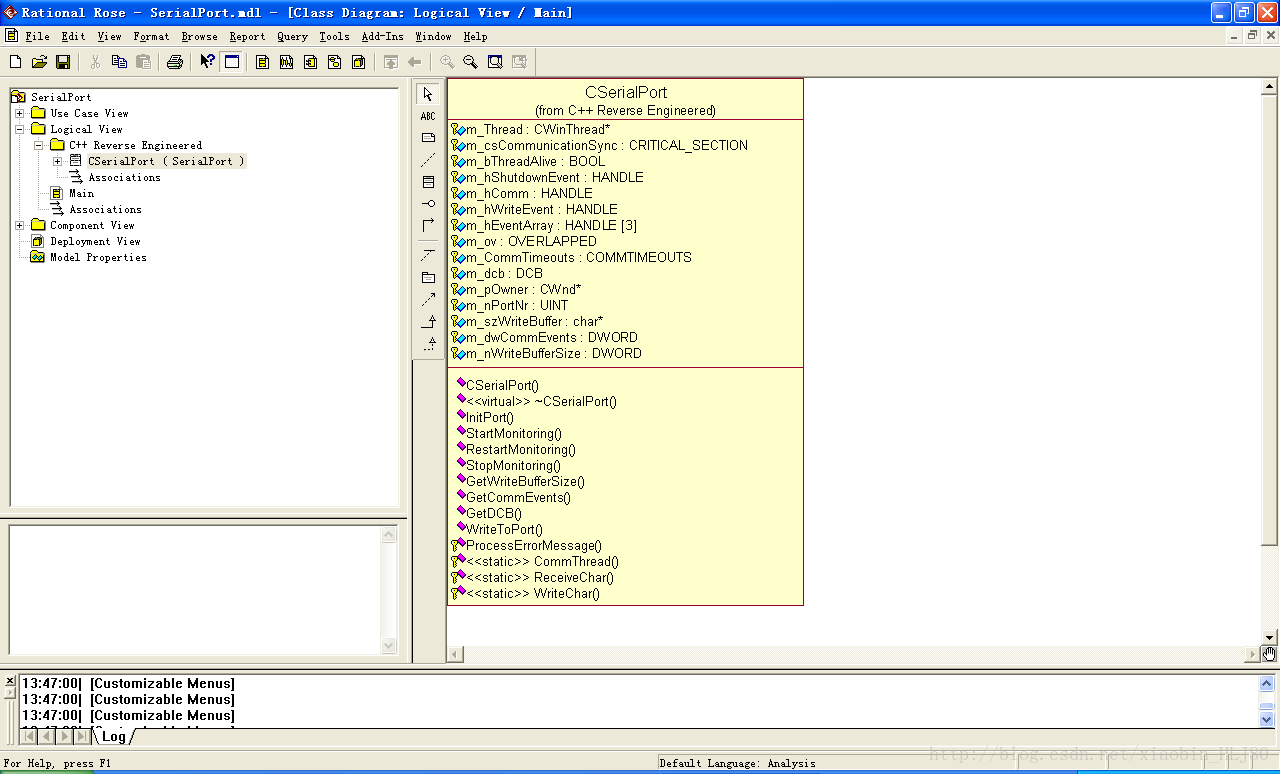 Rational Rose - SerialPort.mdl - [Class Diagram: Logical View / Main]
File Edit View Format Browse Report Query Tools Add-Ins Window Help
SerialPort
Use Case View
Logical View
C++ Reverse Engineered
CSerialPort ( SerialPort )
Associations
Main
Associations
Component View
Deployment View
Model Properties
ABC
CSerialPort
(from C++ Reverse Engineered)
m_Thread : CWinThread*
m_csCommunicationSync : CRITICAL_SECTION
m_bThreadAlive : BOOL
m_hShutdownEvent : HANDLE
m_hComm : HANDLE
m_hWriteEvent : HANDLE
m_hEventArray : HANDLE [3]
m_ov : OVERLAPPED
m_CommTimeouts : COMMTIMEOUTS
m_dcb : DCB
m_pOwner : CWnd*
m_nPortNr : UINT
m_szWriteBuffer : char*
m_dwCommEvents : DWORD
m_nWriteBufferSize : DWORD
CSerialPort()
<<virtual>> ~CSerialPort()
InitPort()
StartMonitoring()
RestartMonitoring()
StopMonitoring()
GetWriteBufferSize()
GetCommEvents()
GetDCB()
WriteToPort()
ProcessErrorMessage()
<<static>> CommThread()
<<static>> ReceiveChar()
<<static>> WriteChar()
13:47:00| [Customizable Menus]
13:47:00| [Customizable Menus]
13:47:00| [Customizable Menus]
Log
For Help, press F1
Default Language: Analysis
http://blog.csdn.net/xiaobin_HLJ80